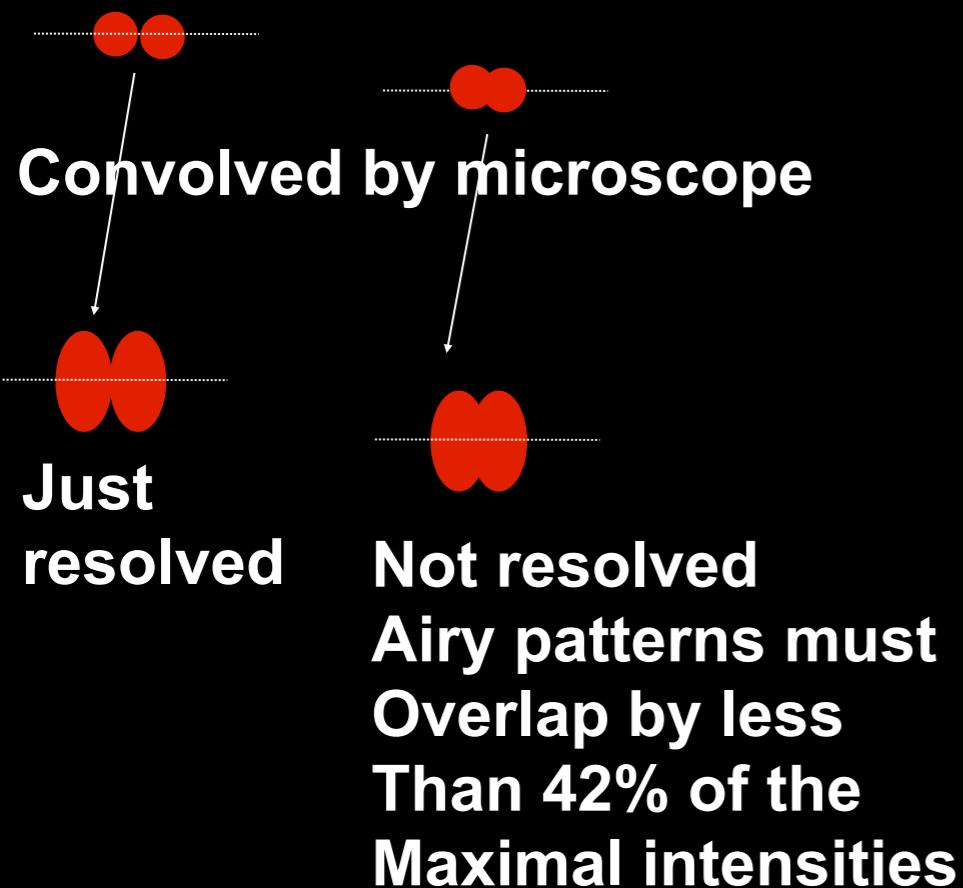 Convolved by microscope
Just
resolved
Not resolved
Airy patterns must
Overlap by less
Than 42% of the
Maximal intensities